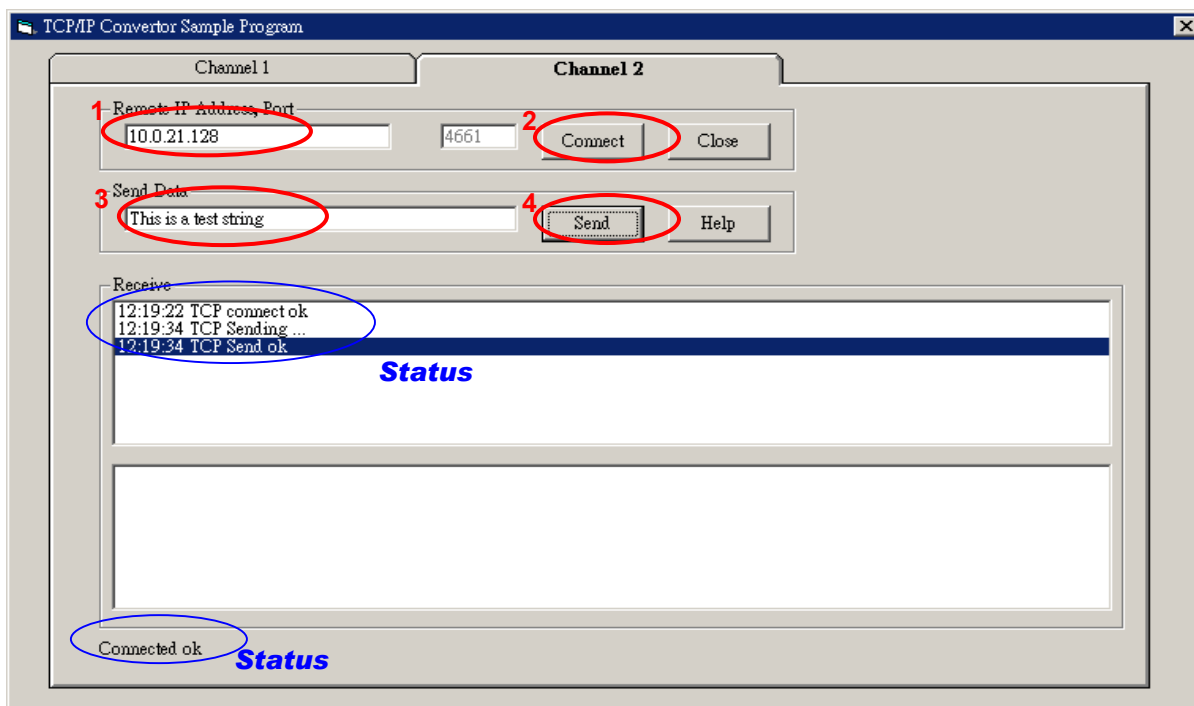 TCP/IP Convertor Sample Program
Channel 1
Channel 2
1
Remote IP Address, Port
10.0.21.128
4661
2
Connect
Close
3
Send Data
This is a test string
4
Send
Help
Receive
12:19:22 TCP connect ok
12:19:34 TCP Sending ...
12:19:34 TCP Send ok
Status
Connected ok
Status